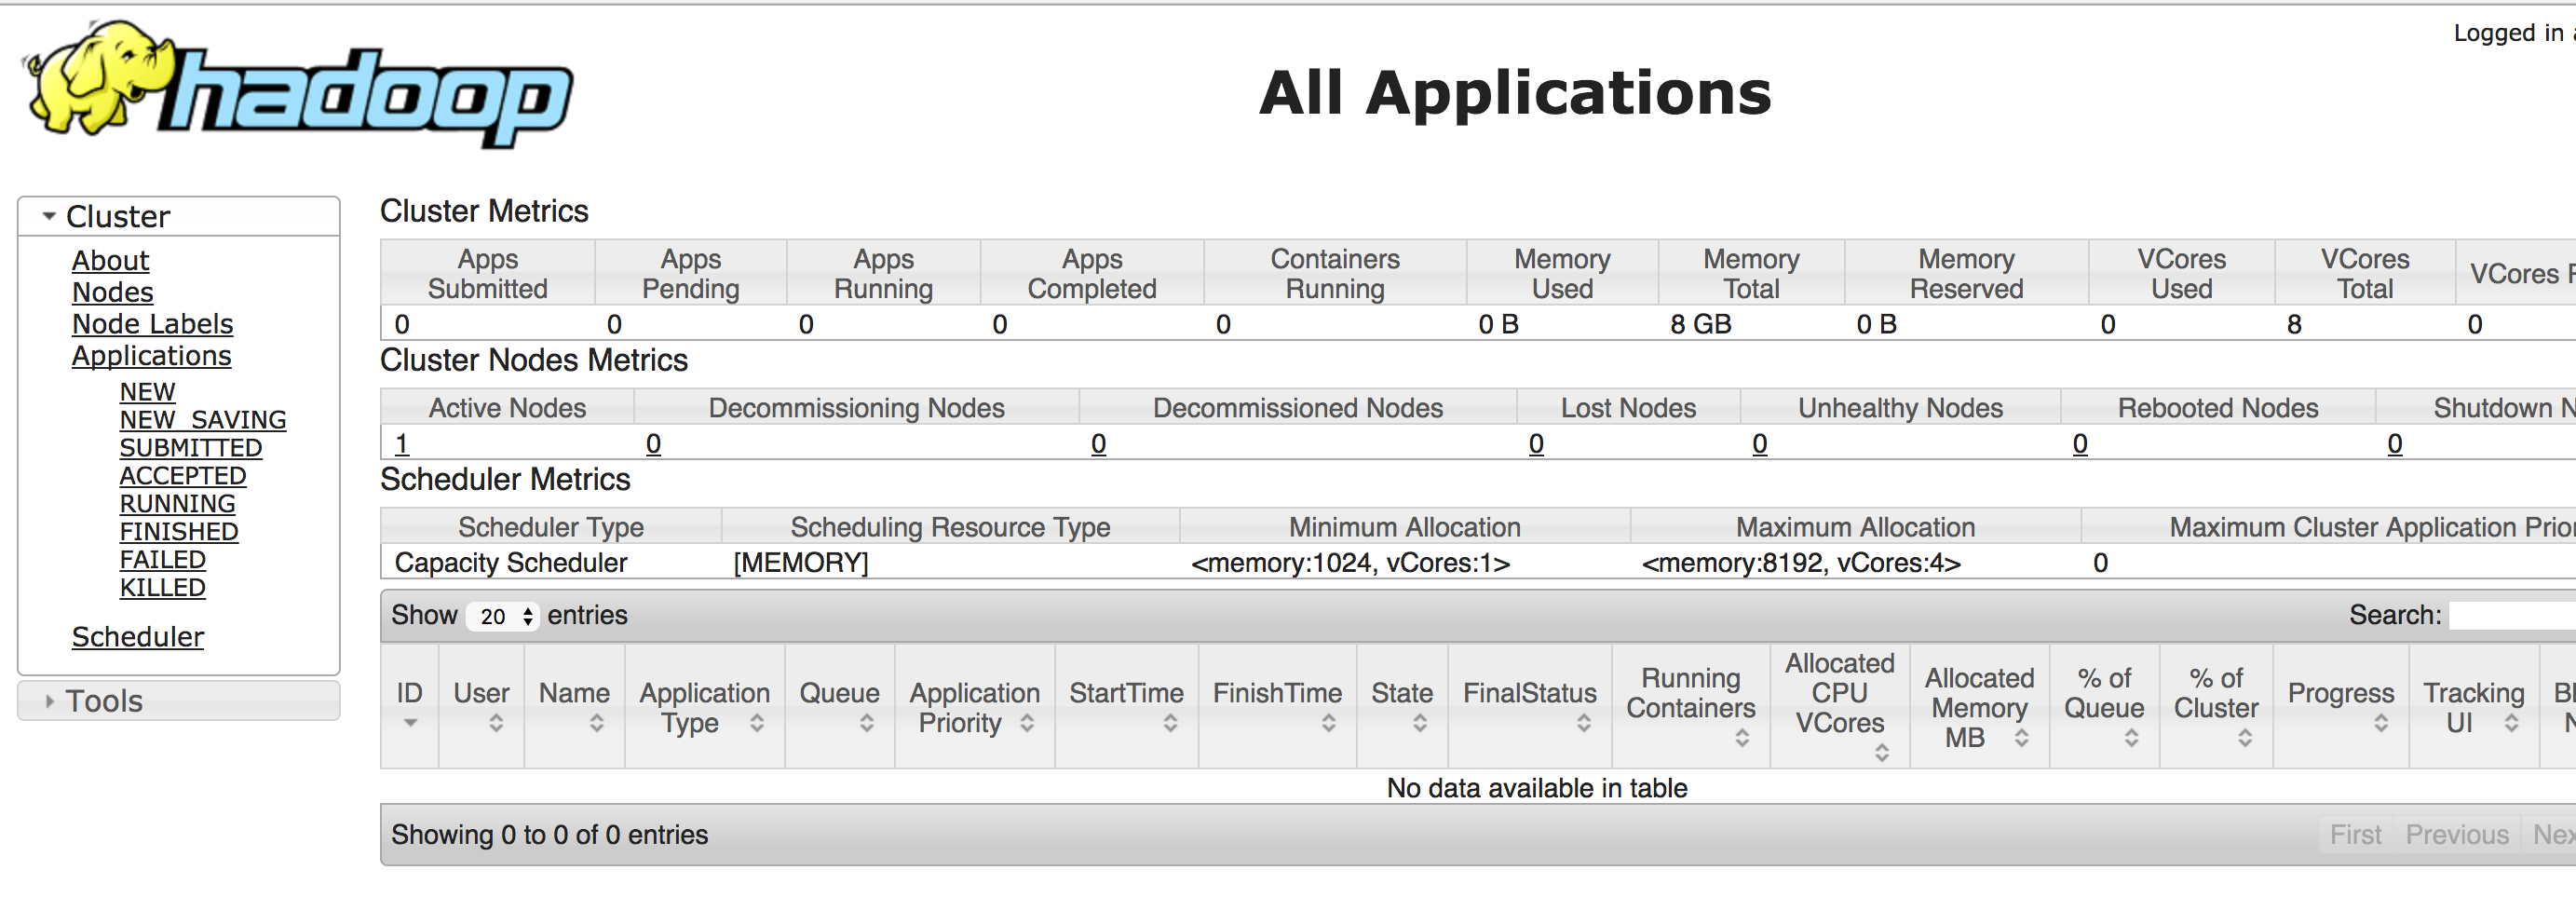 Logged in
hadoop
All Applications
Cluster
About
Nodes
Node Labels
Applications
NEW
NEW_SAVING
SUBMITTED
ACCEPTED
RUNNING
FINISHED
FAILED
KILLED
Scheduler
Tools
Cluster Metrics
Apps Submitted Apps Pending Apps Running Apps Completed Containers Running Memory Used Memory Total Memory Reserved VCores Used VCores Total VCores
0 0 0 0 0 0 B 8 GB 0 B 0 8 0
Cluster Nodes Metrics
Active Nodes Decommissioning Nodes Decommissioned Nodes Lost Nodes Unhealthy Nodes Rebooted Nodes Shutdown
1 0 0 0 0 0 0
Scheduler Metrics
Scheduler Type Scheduling Resource Type Minimum Allocation Maximum Allocation Maximum Cluster Application
Capacity Scheduler [MEMORY] <memory:1024, vCores:1> <memory:8192, vCores:4> 0
Show 20 entries Search:
ID User Name Application Type Queue Application Priority StartTime FinishTime State FinalStatus Running Containers Allocated CPU VCores Allocated Memory MB % of Queue % of Cluster Progress Tracking UI
No data available in table
Showing 0 to 0 of 0 entries First Previous